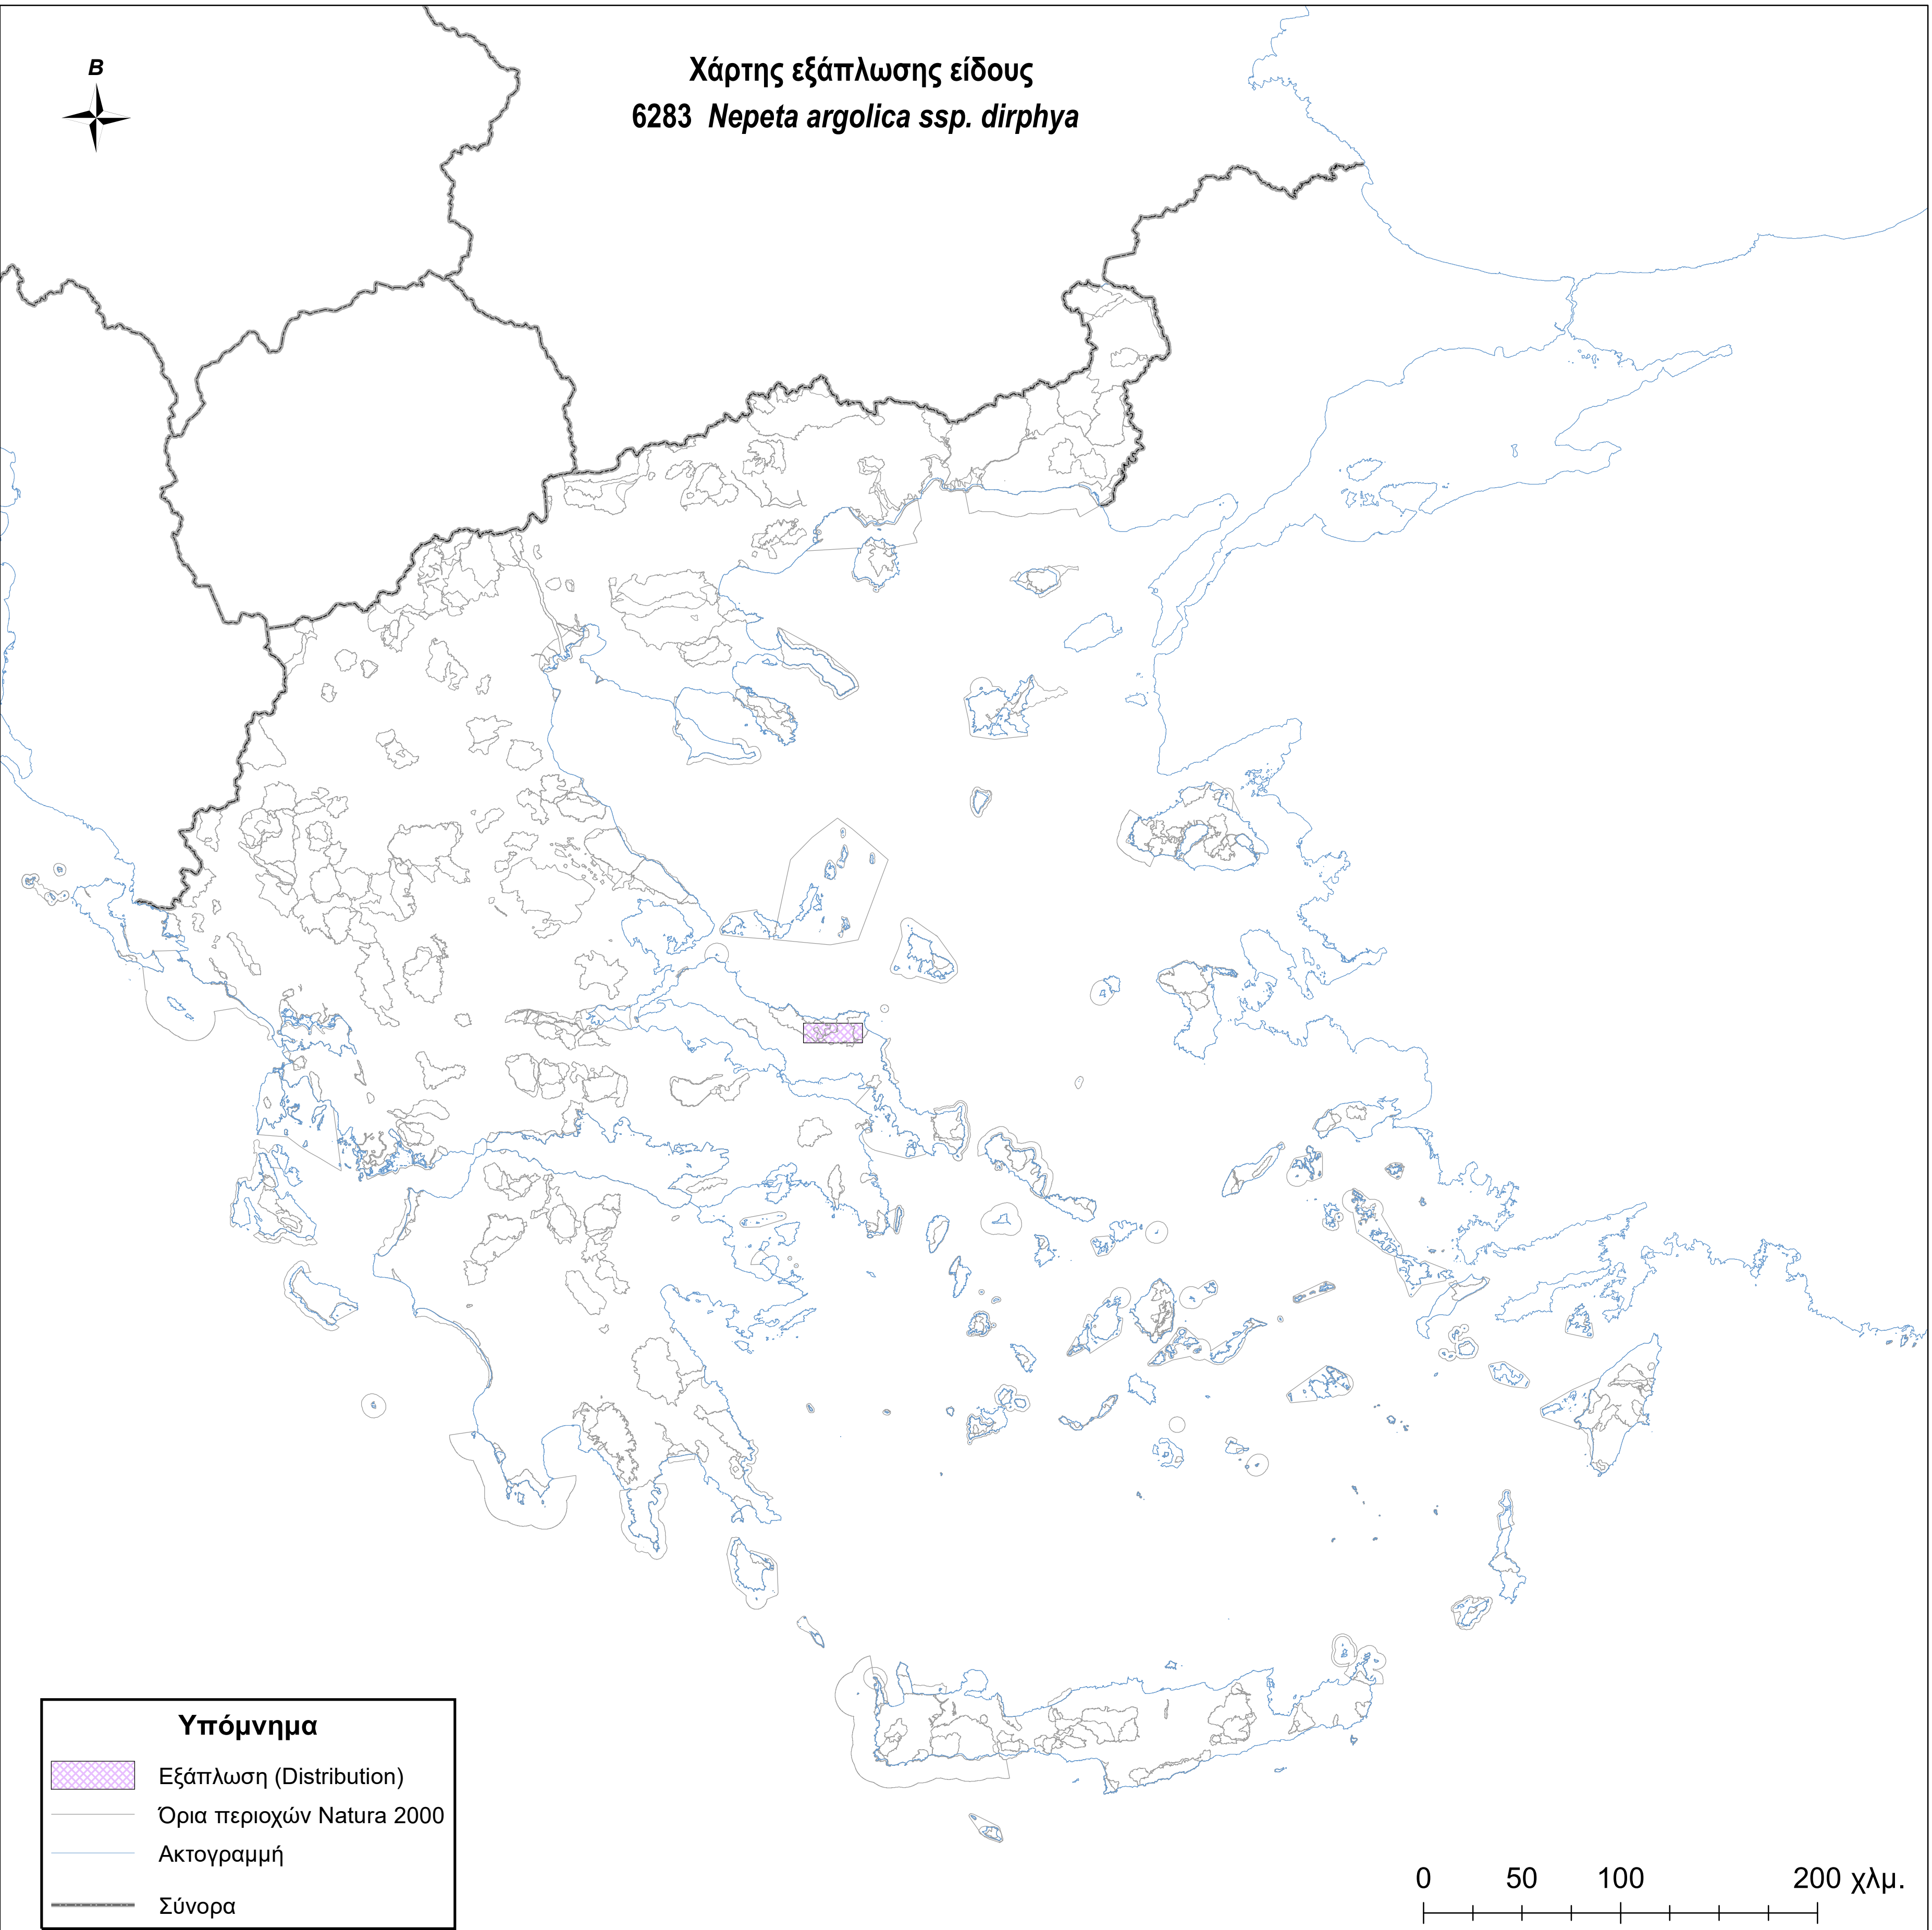 B
Χάρτης εξάπλωσης είδους
6283 Nepeta argolica ssp. dirphya
Υπόμνημα
Εξάπλωση (Distribution)
Όρια περιοχών Natura 2000
Ακτογραμμή
Σύνορα
0 50 100 200 χλμ.